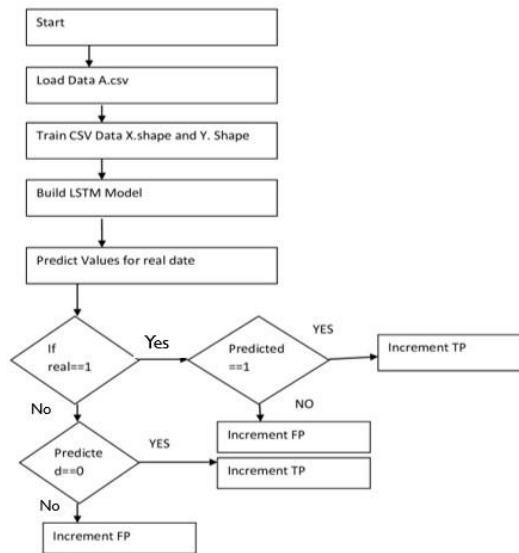 Start
Load Data A.csv
Train CSV Data X.shape and Y. Shape
Build LSTM Model
Predict Values for real date
If
real==1
Yes
Predicted
==1
YES
Increment TP
No
NO
Increment FP
Predicte
d==0
YES
Increment TP
No
Increment FP